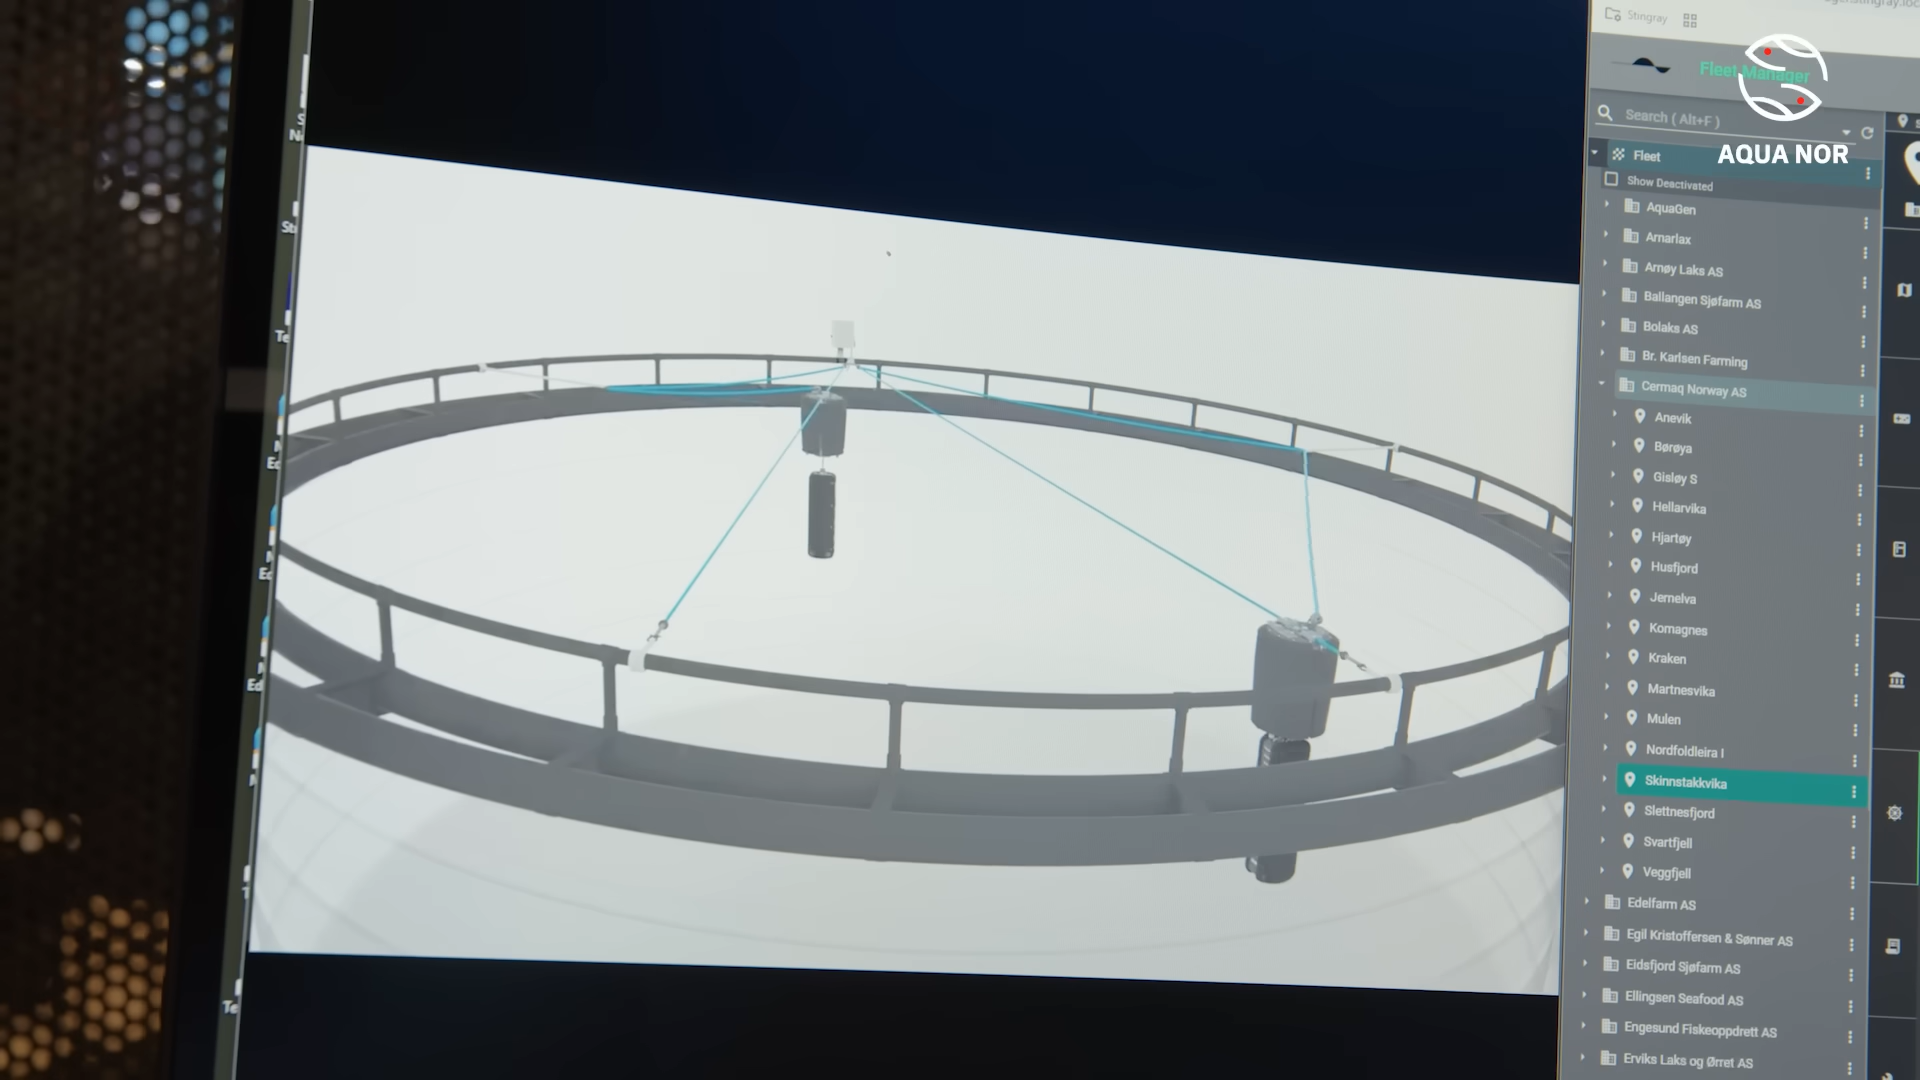 Stingray
Fleet Manager
Search ( Alt+F )
AQUA NOR
Fleet
Show Deactivated
AquaGen
Arnarlax
Arnøy Laks AS
Ballangen Sjøfarm AS
Bolaks AS
Br. Karlsen Farming
Cermaq Norway AS
Anevik
Børøya
Gisløy S
Hellarvika
Hjartøy
Husfjord
Jernelva
Komagnes
Kraken
Martnesvika
Mulen
Nordfoldleira I
Skinnstakkvika
Slettnesfjord
Svartfjell
Veggfjell
Edelfarm AS
Egil Kristoffersen & Sønner AS
Eidsfjord Sjøfarm AS
Ellingsen Seafood AS
Engesund Fiskeoppdrett AS
Erviks Laks og Ørret AS